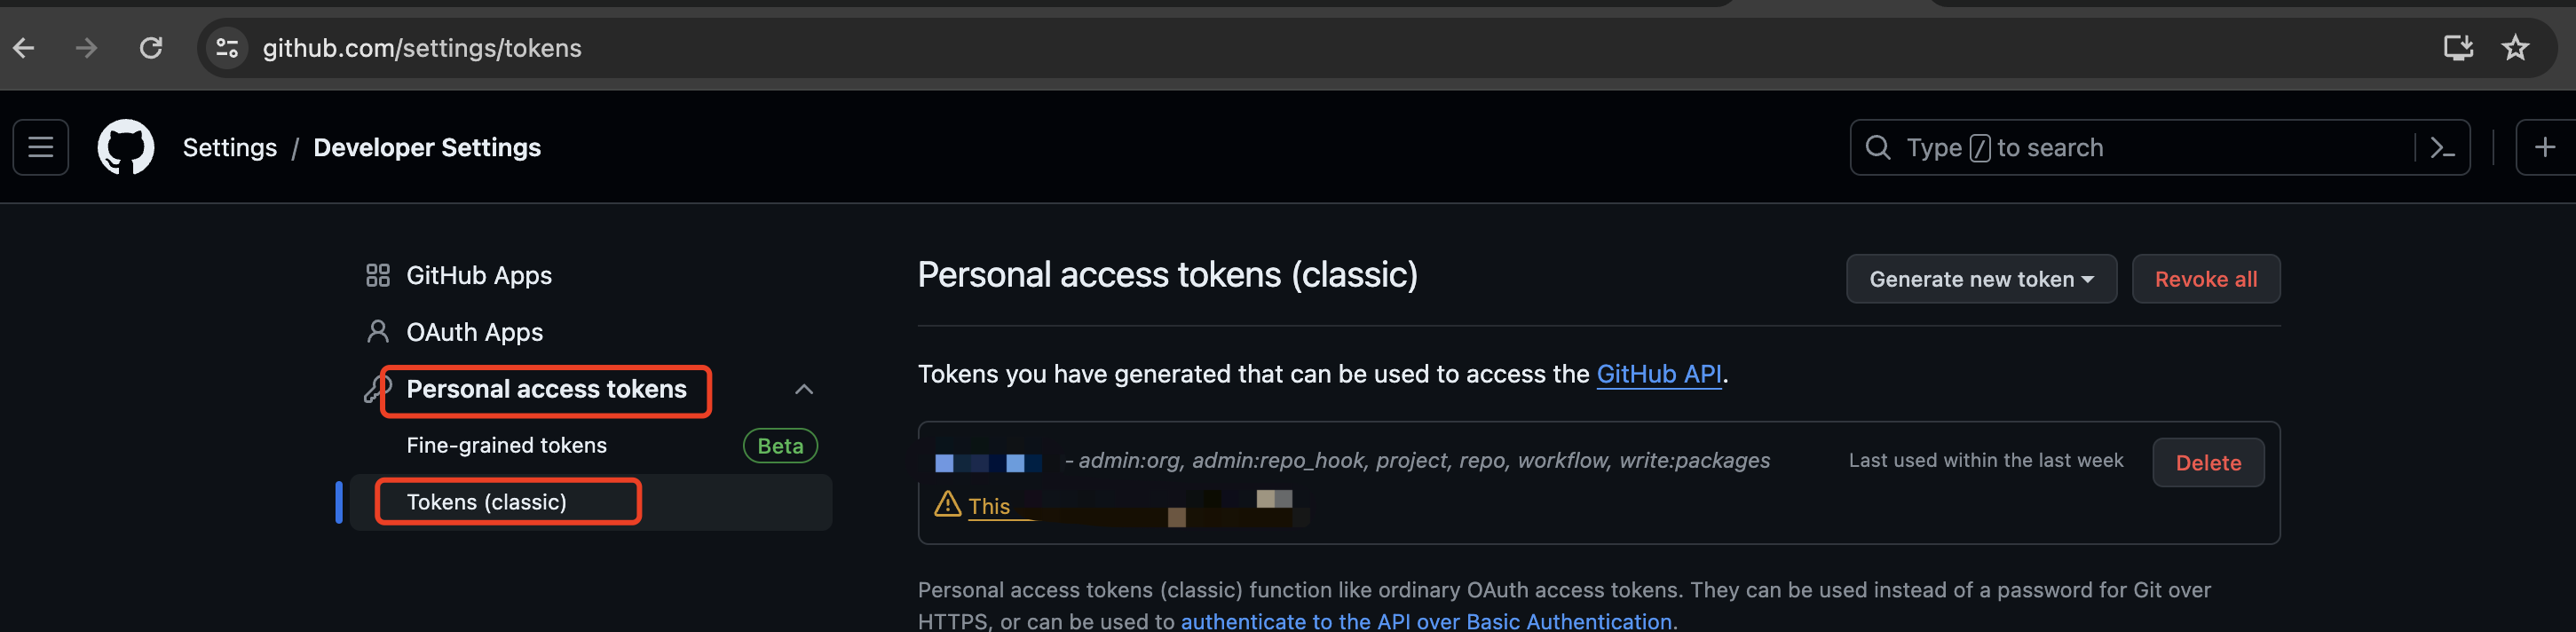 github.com/settings/tokens
Settings / Developer Settings
Type / to search
GitHub Apps
OAuth Apps
Personal access tokens
Fine-grained tokens Beta
Tokens (classic)
Personal access tokens (classic)
Generate new token
Revoke all
Tokens you have generated that can be used to access the GitHub API.
– admin:org, admin:repo_hook, project, repo, workflow, write:packages
Last used within the last week
Delete
This
Personal access tokens (classic) function like ordinary OAuth access tokens. They can be used instead of a password for Git over
HTTPS, or can be used to authenticate to the API over Basic Authentication.